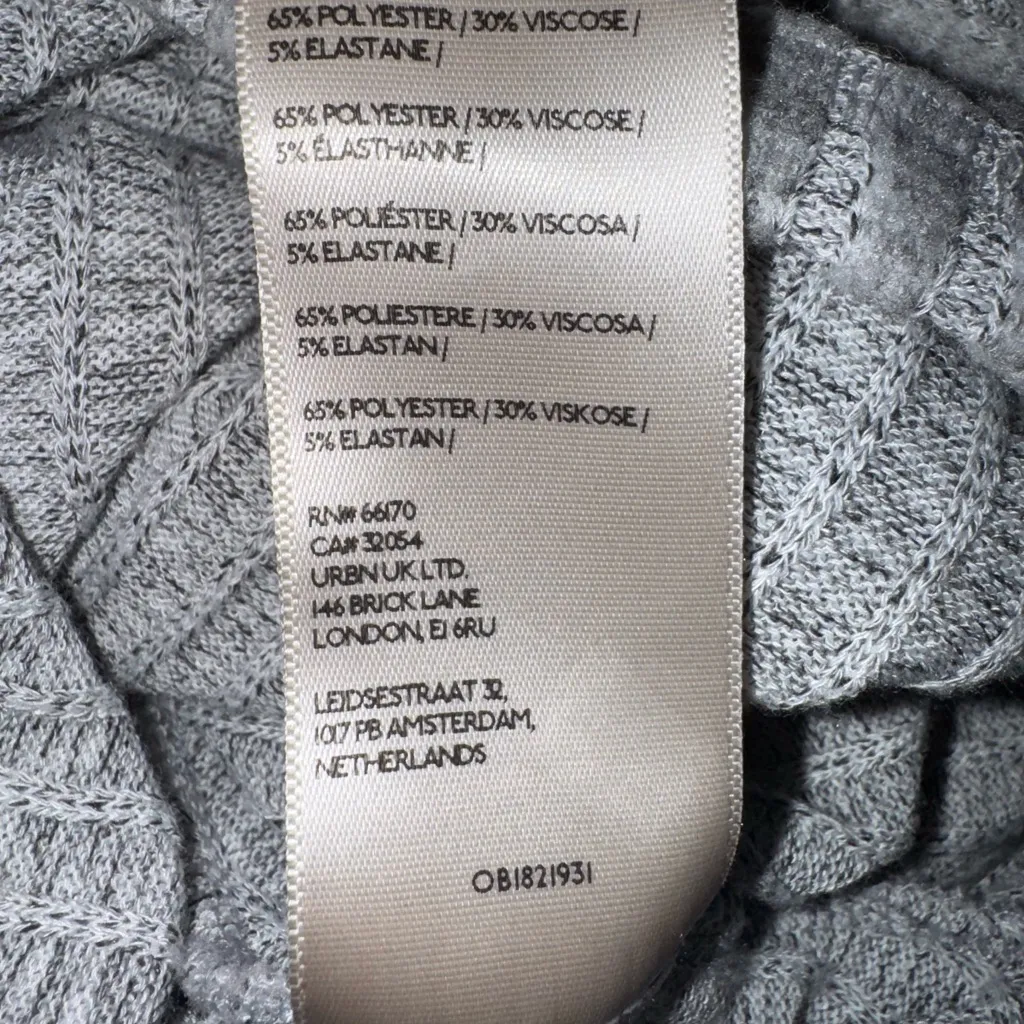 65% POLYESTER / 30% VISCOSE /
5% ELASTANE /
65% POLYESTER / 30% VISCOSE /
5% ÉLASTHANNE /
65% POLIÉSTER / 30% VISCOSA /
5% ELASTANE /
65% POLIESTERE / 30% VISCOSA /
5% ELASTAN /
65% POLYESTER / 30% VISKOSE /
5% ELASTAN /
RN# 66170
CA# 32054
URBN UK LTD.
146 BRICK LANE
LONDON, E1 6RU
LEIDSESTRAAT 32,
1017 PB AMSTERDAM,
NETHERLANDS
OB1821931